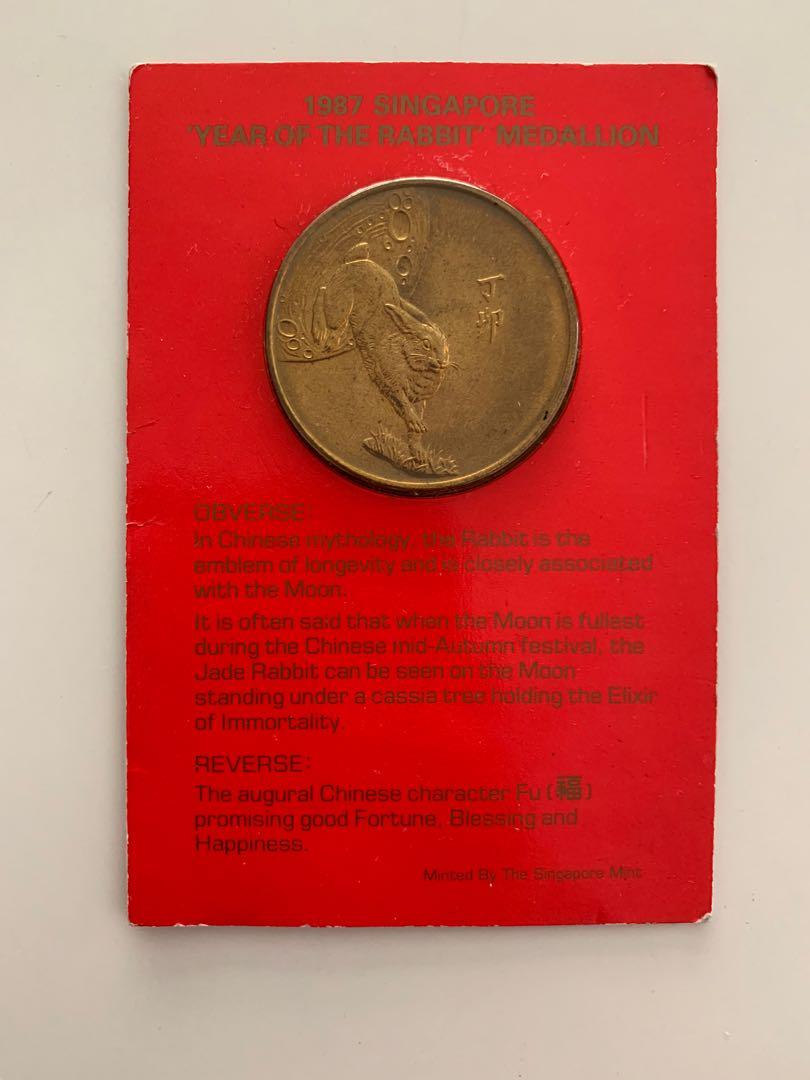 1987 SINGAPORE
'YEAR OF THE RABBIT' MEDALLION
丁
卯
OBVERSE:
In Chinese mythology, the Rabbit is the
emblem of longevity and is closely associated
with the Moon.
It is often said that when the Moon is fullest
during the Chinese mid-Autumn festival, the
Jade Rabbit can be seen on the Moon
standing under a cassia tree holding the Elixir
of Immortality.
REVERSE:
The augural Chinese character Fu (福)
promising good Fortune, Blessing and
Happiness.
Minted By The Singapore Mint